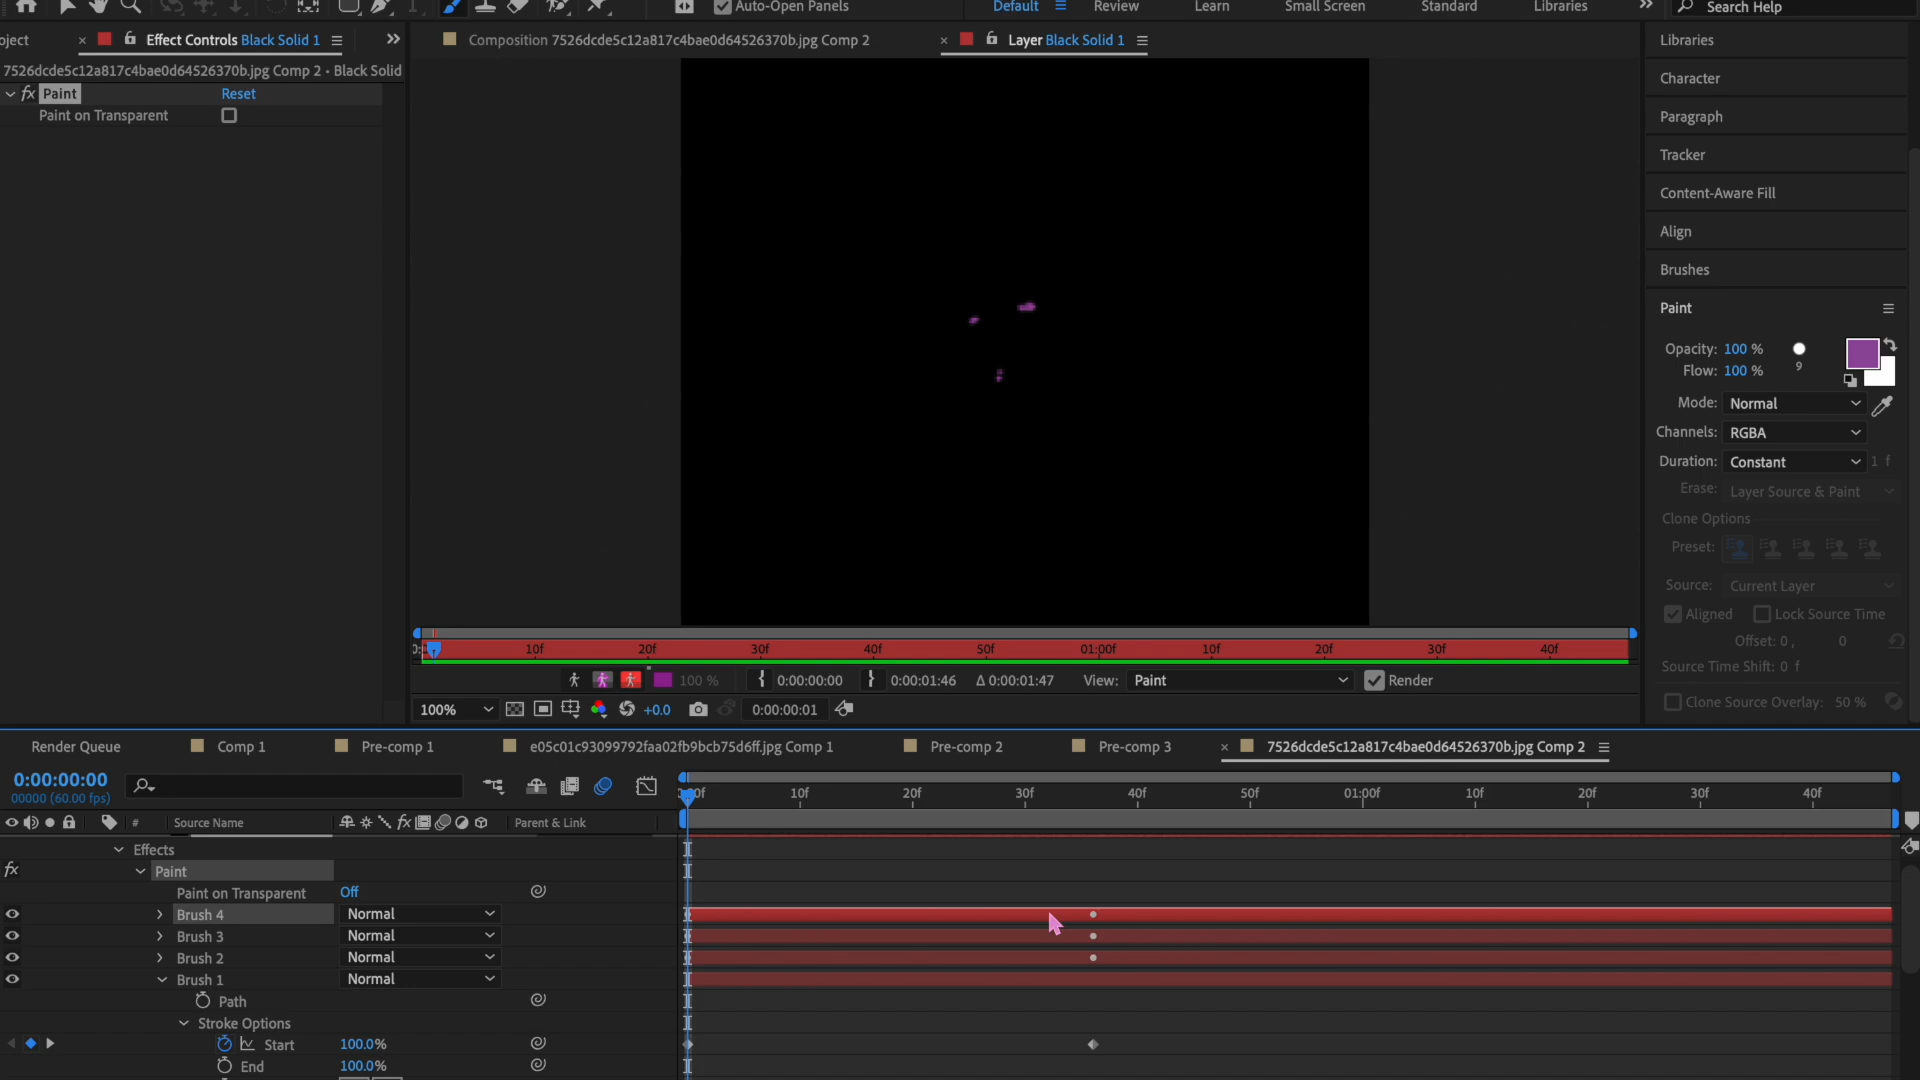 Auto-Open Panels
Default
Review
Learn
Small Screen
Standard
Libraries
Search Help
oject
Effect Controls Black Solid 1
Composition 7526dcde5c12a817c4bae0d64526370b.jpg Comp 2
Layer Black Solid 1
7526dcde5c12a817c4bae0d64526370b.jpg Comp 2 • Black Solid
fx Paint
Reset
Paint on Transparent
Libraries
Character
Paragraph
Tracker
Content-Aware Fill
Align
Brushes
Paint
Opacity: 100 %
Flow: 100 %
9
Mode: Normal
Channels: RGBA
Duration: Constant 1 f
Erase: Layer Source & Paint
Clone Options
Preset:
Source: Current Layer
Aligned Lock Source Time
Offset: 0 , 0
Source Time Shift: 0 f
Clone Source Overlay: 50 %
10f 20f 30f 40f 50f 01:00f 10f 20f 30f 40f
100 % 0:00:00:00 0:00:01:46 Δ 0:00:01:47 View: Paint Render
100% +0.0 0:00:00:01
Render Queue
Comp 1
Pre-comp 1
e05c01c93099792faa02fb9bcb75d6ff.jpg Comp 1
Pre-comp 2
Pre-comp 3
7526dcde5c12a817c4bae0d64526370b.jpg Comp 2
0:00:00:00
00000 (60.00 fps)
10f 20f 30f 40f 50f 01:00f 10f 20f 30f 40f
# Source Name fx Parent & Link
Effects
fx Paint
Paint on Transparent Off
Brush 4 Normal
Brush 3 Normal
Brush 2 Normal
Brush 1 Normal
Path
Stroke Options
Start 100.0%
End 100.0%